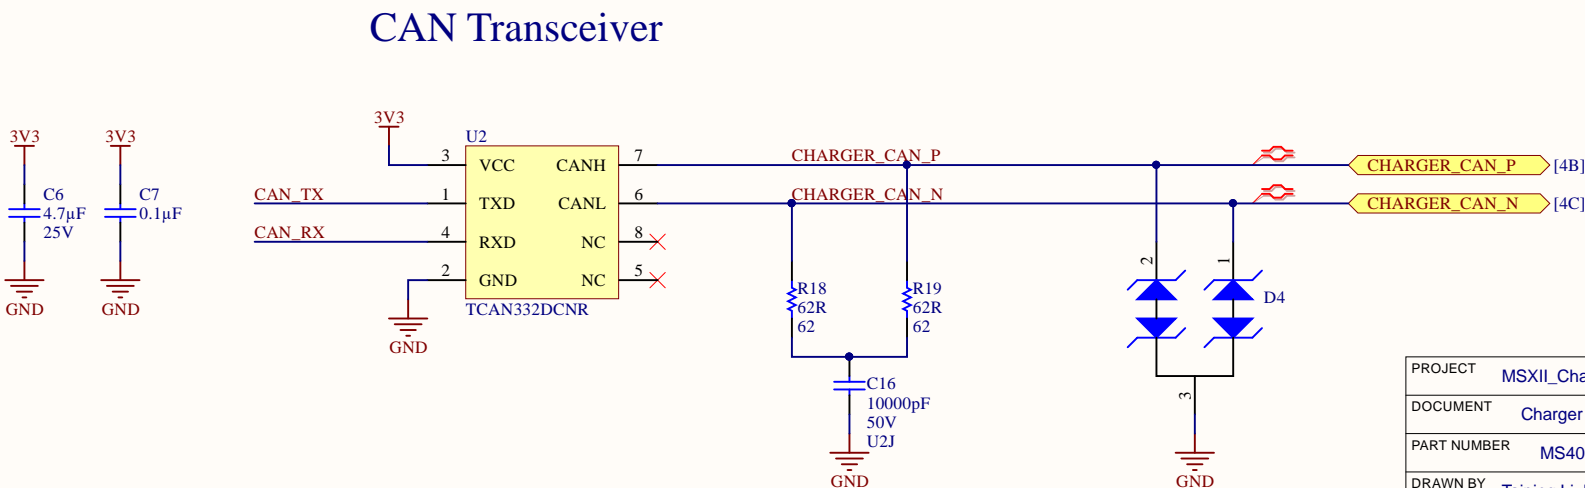 CAN Transceiver
3V3
3V3
3V3
C6
4.7µF
25V
GND
C7
0.1µF
GND
CAN_TX
CAN_RX
U2
3
VCC
1
TXD
4
RXD
2
GND
CANH
7
CANL
6
NC
8
NC
5
TCAN332DCNR
GND
CHARGER_CAN_P
CHARGER_CAN_N
R18
62R
62
R19
62R
62
C16
10000pF
50V
U2J
GND
2
1
D4
3
GND
CHARGER_CAN_P
[4B]
CHARGER_CAN_N
[4C]
PROJECT
MSXII_Cha
DOCUMENT
Charger
PART NUMBER
MS40
DRAWN BY